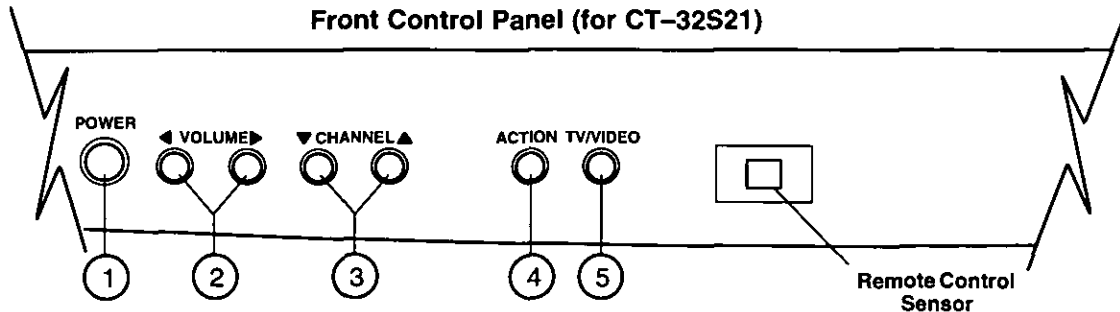 Front Control Panel (for CT–32S21)
POWER
◀ VOLUME▶
▼CHANNEL▲
ACTION TV/VIDEO
1
2
3
4
5
Remote Control
Sensor